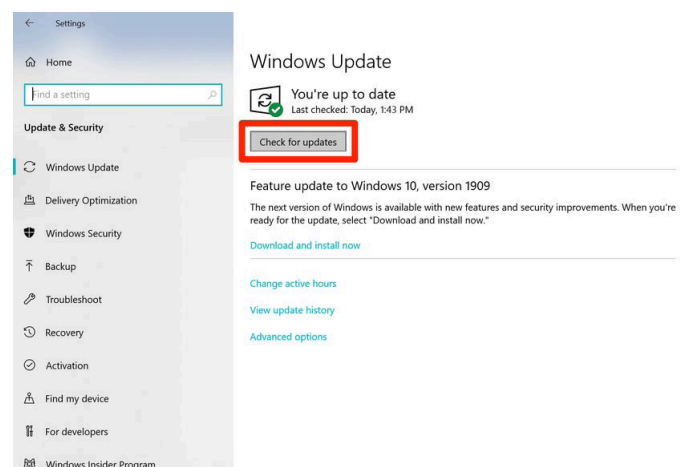 Settings
Home
Find a setting
Update & Security
Windows Update
Delivery Optimization
Windows Security
Backup
Troubleshoot
Recovery
Activation
Find my device
For developers
Windows Insider Program
Windows Update
You're up to date
Last checked: Today, 1:43 PM
Check for updates
Feature update to Windows 10, version 1909
The next version of Windows is available with new features and security improvements. When you're
ready for the update, select "Download and install now."
Download and install now
Change active hours
View update history
Advanced options